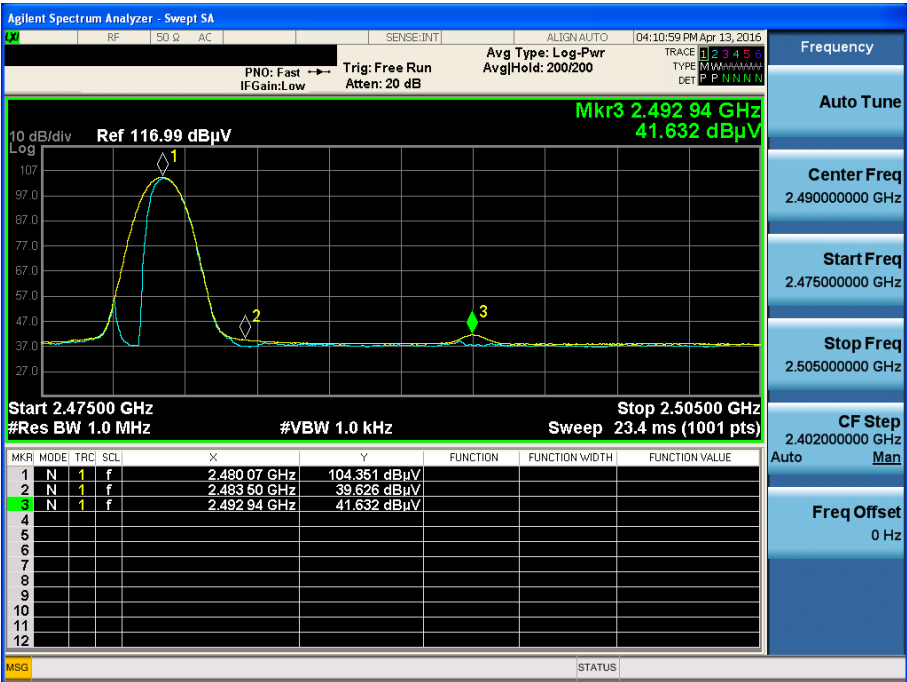 Agilent Spectrum Analyzer - Swept SA
LXI RF 50 Ω AC SENSE:INT ALIGN AUTO 04:10:59 PM Apr 13, 2016
PNO: Fast Trig: Free Run Avg Type: Log-Pwr TRACE 1 2 3 4 5 6
IFGain:Low Atten: 20 dB Avg|Hold: 200/200 TYPE M W
DET P P N N N N
Frequency
Mkr3 2.492 94 GHz
41.632 dBµV
10 dB/div Ref 116.99 dBµV
Log
107
97.0
87.0
77.0
67.0
57.0
47.0
37.0
27.0
1
2
3
Start 2.47500 GHz Stop 2.50500 GHz
#Res BW 1.0 MHz #VBW 1.0 kHz Sweep 23.4 ms (1001 pts)
MKR MODE TRC SCL X Y FUNCTION FUNCTION WIDTH FUNCTION VALUE
1 N 1 f 2.480 07 GHz 104.351 dBµV
2 N 1 f 2.483 50 GHz 39.626 dBµV
3 N 1 f 2.492 94 GHz 41.632 dBµV
4
5
6
7
8
9
10
11
12
Auto Tune
Center Freq
2.490000000 GHz
Start Freq
2.475000000 GHz
Stop Freq
2.505000000 GHz
CF Step
2.402000000 GHz
Auto Man
Freq Offset
0 Hz
MSG STATUS